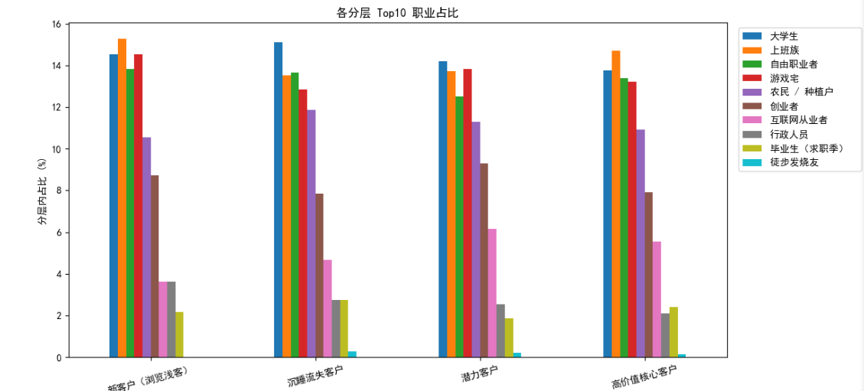 各分层 Top10 职业占比
分层内占比 (%)
16
14
12
10
8
6
4
2
0
新客户（浏览浅客）
沉睡流失客户
潜力客户
高价值核心客户
大学生
上班族
自由职业者
游戏宅
农民 / 种植户
创业者
互联网从业者
行政人员
毕业生（求职季）
徒步发烧友